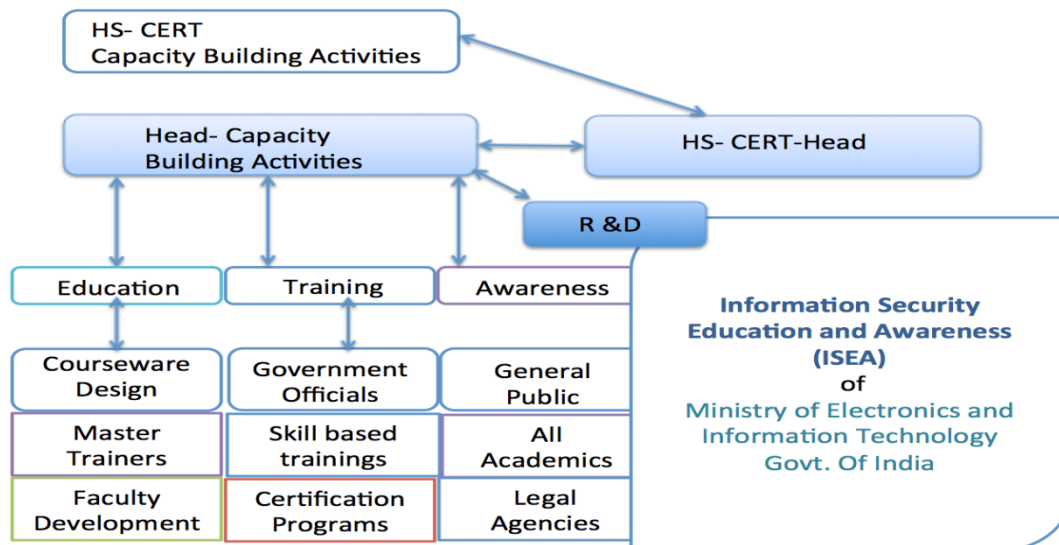 HS- CERT
Capacity Building Activities
Head- Capacity
Building Activities
HS- CERT-Head
R &D
Education
Training
Awareness
Courseware
Design
Government
Officials
General
Public
Master
Trainers
Skill based
trainings
All
Academics
Faculty
Development
Certification
Programs
Legal
Agencies
Information Security
Education and Awareness
(ISEA)
of
Ministry of Electronics and
Information Technology
Govt. Of India